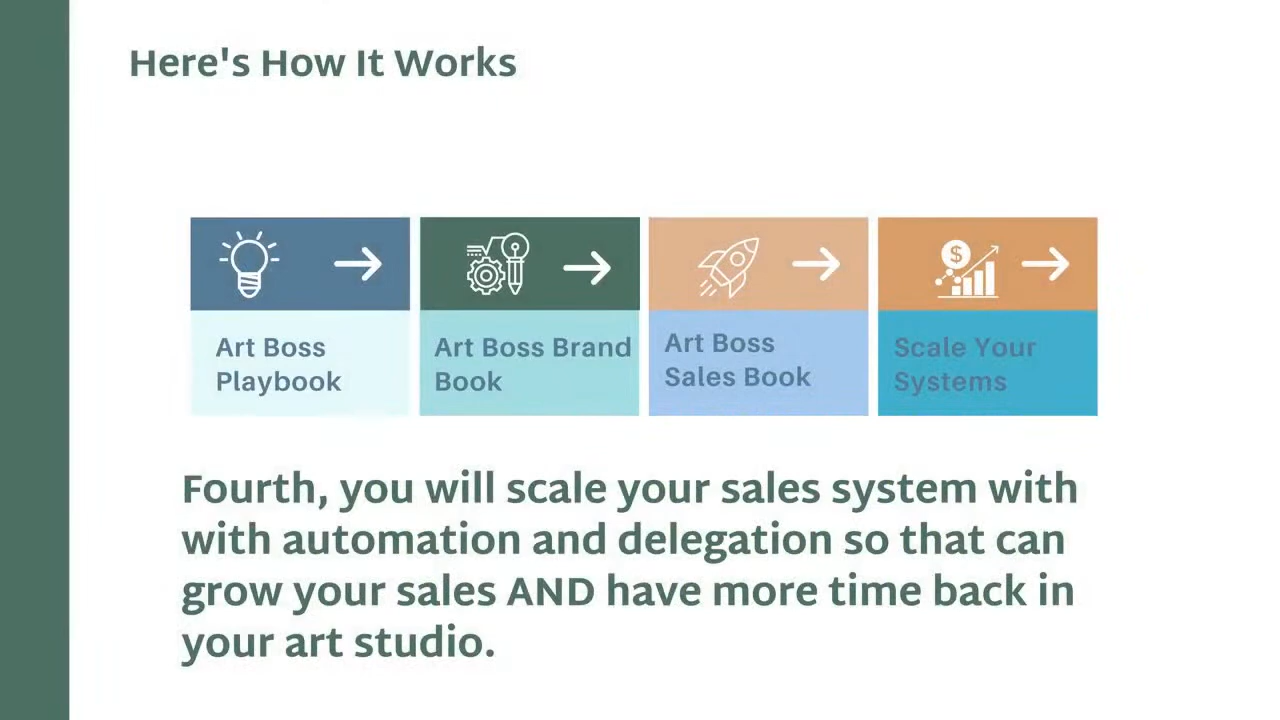 Here's How It Works
Art Boss
Playbook
Art Boss Brand
Book
Art Boss
Sales Book
$
Scale Your
Systems
Fourth, you will scale your sales system with
with automation and delegation so that can
grow your sales AND have more time back in
your art studio.